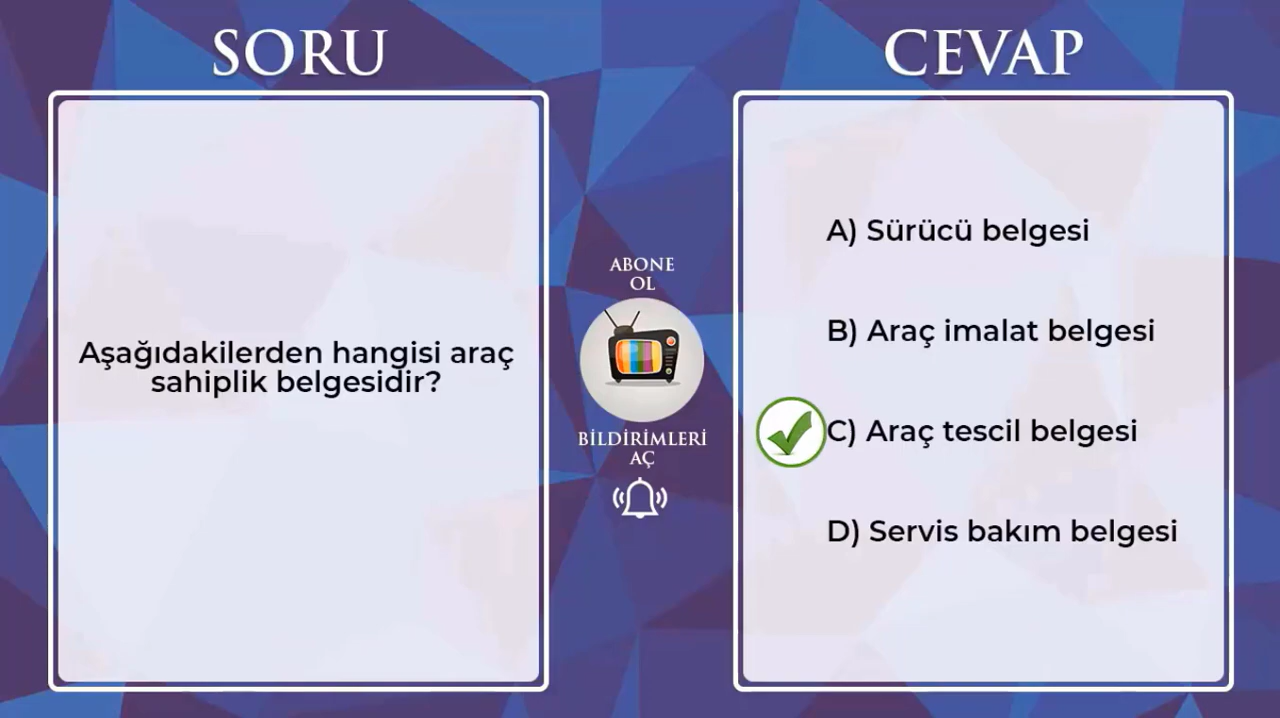 SORU
Aşağıdakilerden hangisi araç
sahiplik belgesidir?
ABONE
OL
BİLDİRİMLERİ
AÇ
CEVAP
A) Sürücü belgesi
B) Araç imalat belgesi
C) Araç tescil belgesi
D) Servis bakım belgesi